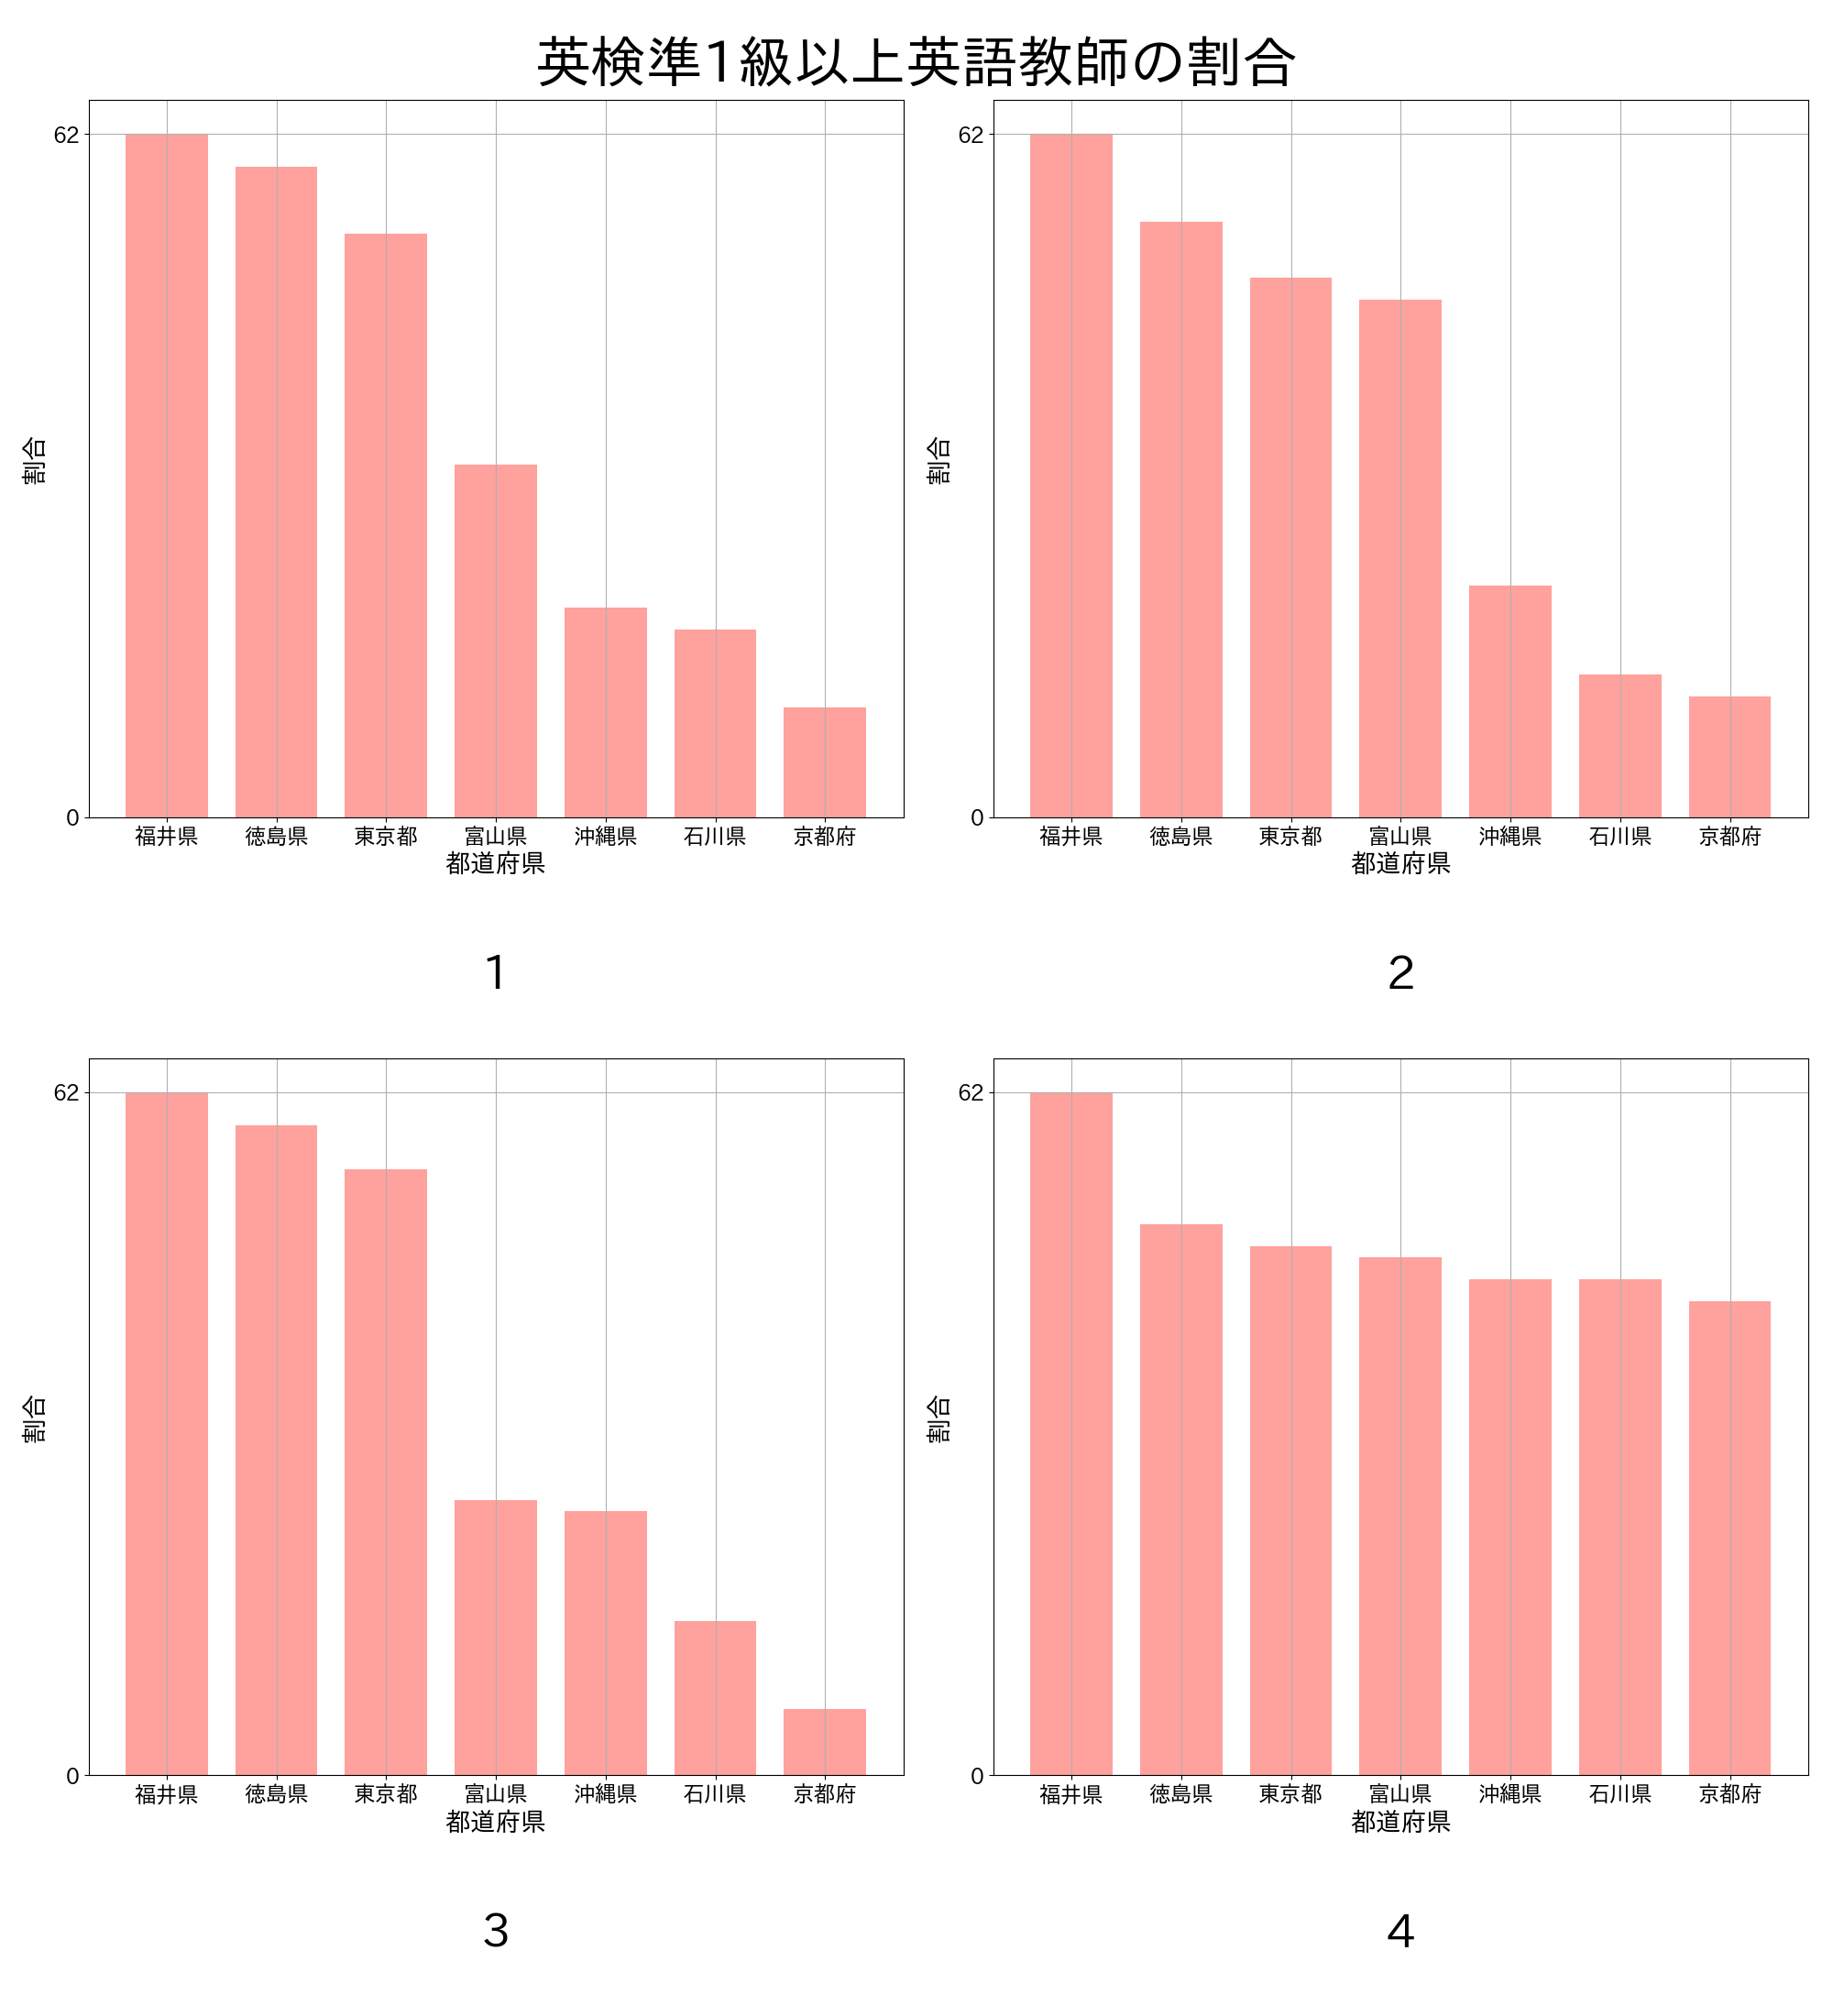 英検準1級以上英語教師の割合
62
0
割合
福井県 徳島県 東京都 富山県 沖縄県 石川県 京都府
都道府県
1
62
0
割合
福井県 徳島県 東京都 富山県 沖縄県 石川県 京都府
都道府県
2
62
0
割合
福井県 徳島県 東京都 富山県 沖縄県 石川県 京都府
都道府県
3
62
0
割合
福井県 徳島県 東京都 富山県 沖縄県 石川県 京都府
都道府県
4